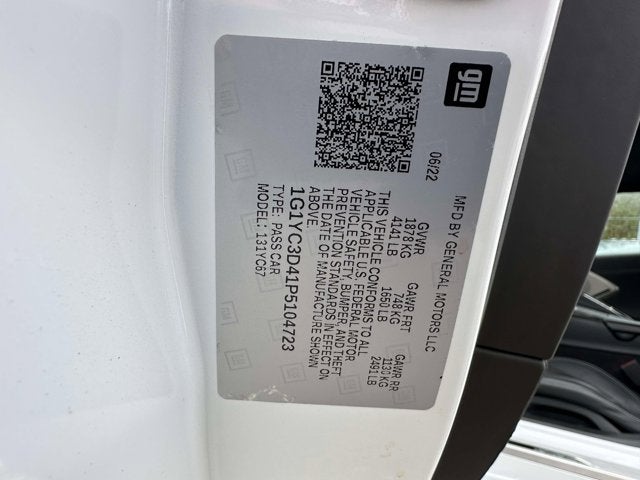 gm
MFD BY GENERAL MOTORS LLC
06/22
GVWR GAWR FRT GAWR RR
1878 KG 748 KG 1130 KG
4141 LB 1650 LB 2491 LB
THIS VEHICLE CONFORMS TO ALL
APPLICABLE U.S. FEDERAL MOTOR
VEHICLE SAFETY, BUMPER, AND THEFT
PREVENTION STANDARDS IN EFFECT ON
THE DATE OF MANUFACTURE SHOWN
ABOVE.
1G1YC3D41P5104723
TYPE: PASS CAR
MODEL: 131YC67